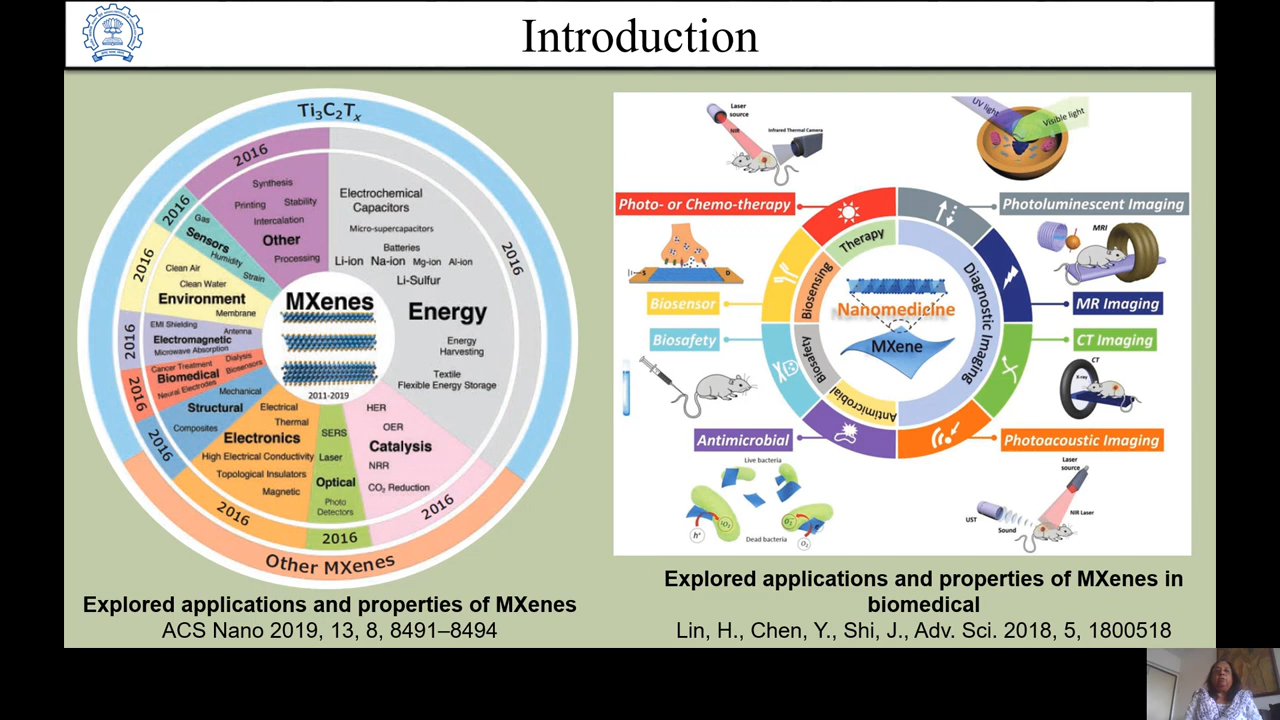 Introduction
Ti₃C₂Tₓ
2016
2016
2016
2016
2016
2016
2016
2016
2016
2016
2016
Synthesis
Printing
Stability
Intercalation
Other
Processing
Gas
Sensors
Humidity
Strain
Clean Air
Clean Water
Environment
Membrane
EMI Shielding
Antenna
Electromagnetic
Microwave Absorption
Cancer Treatment
Dialysis
Biomedical
Biosensors
Neural Electrodes
Mechanical
Structural
Composites
Electrical
Thermal
Electronics
High Electrical Conductivity
Topological Insulators
Magnetic
SERS
Laser
Optical
Photo
Detectors
HER
OER
Catalysis
NRR
CO₂ Reduction
Electrochemical
Capacitors
Micro-supercapacitors
Batteries
Li-ion Na-ion Mg-ion Al-ion
Li-Sulfur
Energy
Energy
Harvesting
Textile
Flexible Energy Storage
MXenes
2011-2019
Other MXenes
Explored applications and properties of MXenes
ACS Nano 2019, 13, 8, 8491–8494
Laser
source
NIR
Infrared Thermal Camera
UV light
Visible light
Photo- or Chemo-therapy
Photoluminescent Imaging
S
D
MRI
Biosensor
MR Imaging
Biosafety
CT Imaging
Therapy
Biosensing
Biosafety
Antimicrobial
Diagnostic Imaging
Nanomedicine
MXene
CT
X-ray
Antimicrobial
Photoacoustic Imaging
Live bacteria
Dead bacteria
h⁺
O₂
Laser
source
NIR Laser
UST
Sound
Explored applications and properties of MXenes in
biomedical
Lin, H., Chen, Y., Shi, J., Adv. Sci. 2018, 5, 1800518